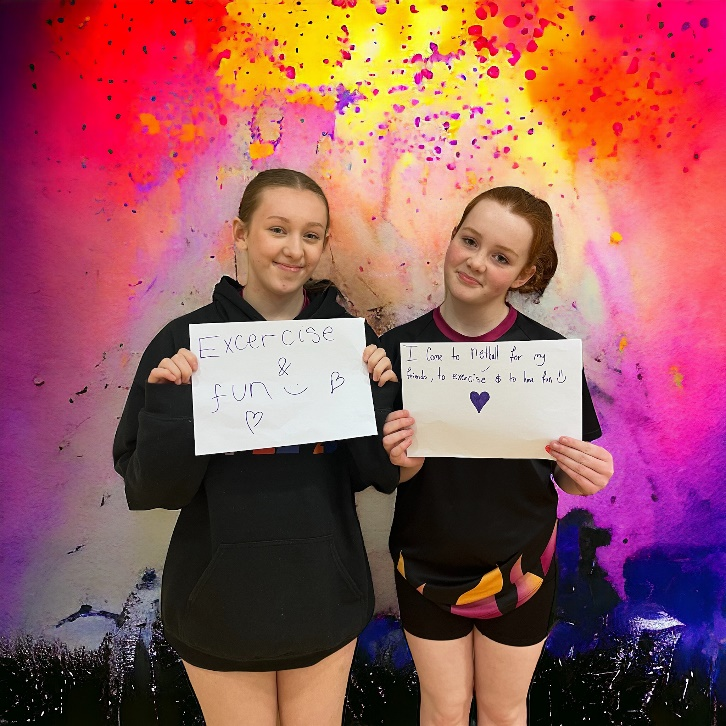 Excercise
&
fun
I come to netball for my
friends, to exercise & to have fun